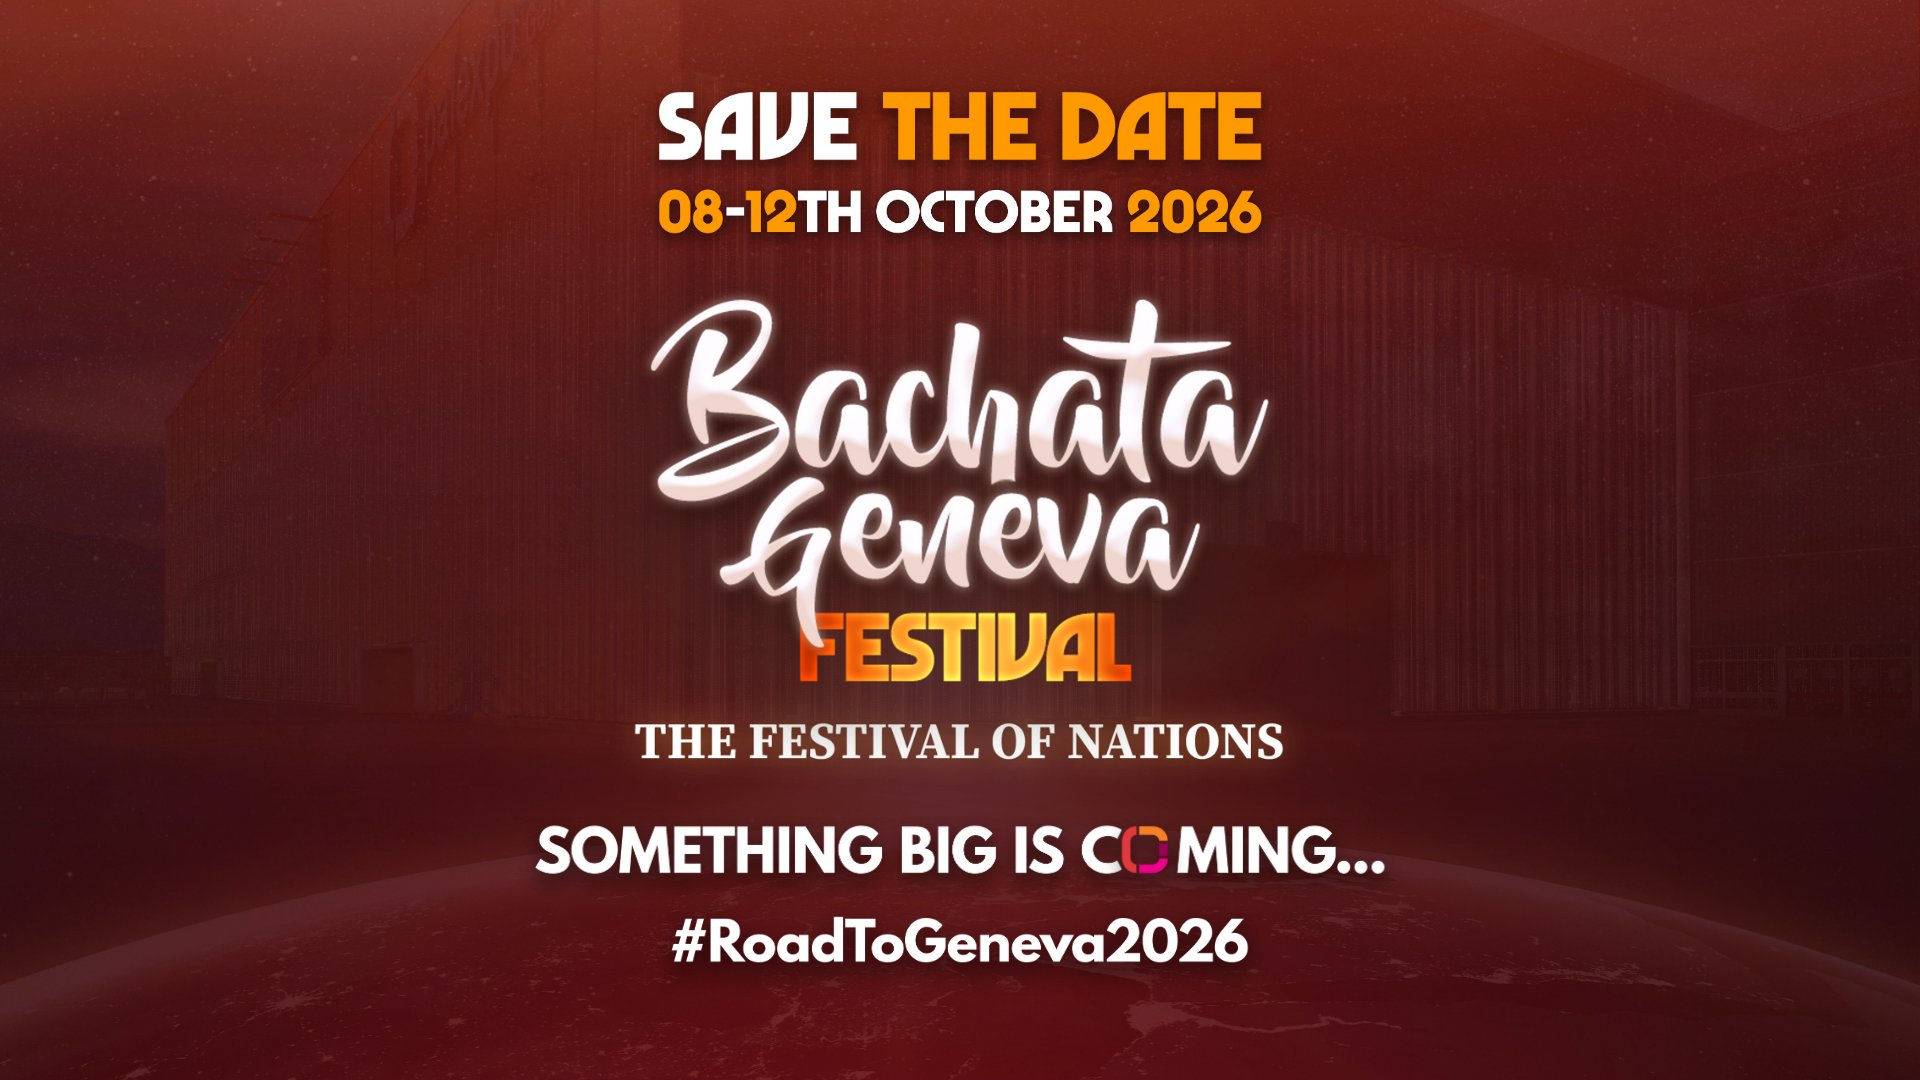 palexpo
SAVE THE DATE
08-12TH OCTOBER 2026
Bachata
Geneva
FESTIVAL
THE FESTIVAL OF NATIONS
SOMETHING BIG IS COMING...
#RoadToGeneva2026